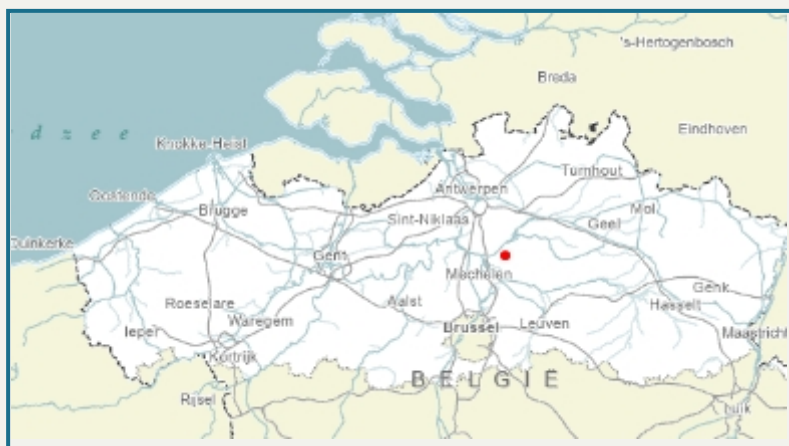 's-Hertogenbosch
Breda
d z e e
Eindhoven
Knokke-Heist
Turnhout
Antwerpen
Oostende
Mol
Brugge
Sint-Niklaas
Geel
Duinkerke
Gent
Mechelen
Genk
Roeselare
Aalst
Hasselt
Waregem
Ieper
Brussel
Leuven
Maastricht
Kortrijk
BELGIË
Rijsel
Luik